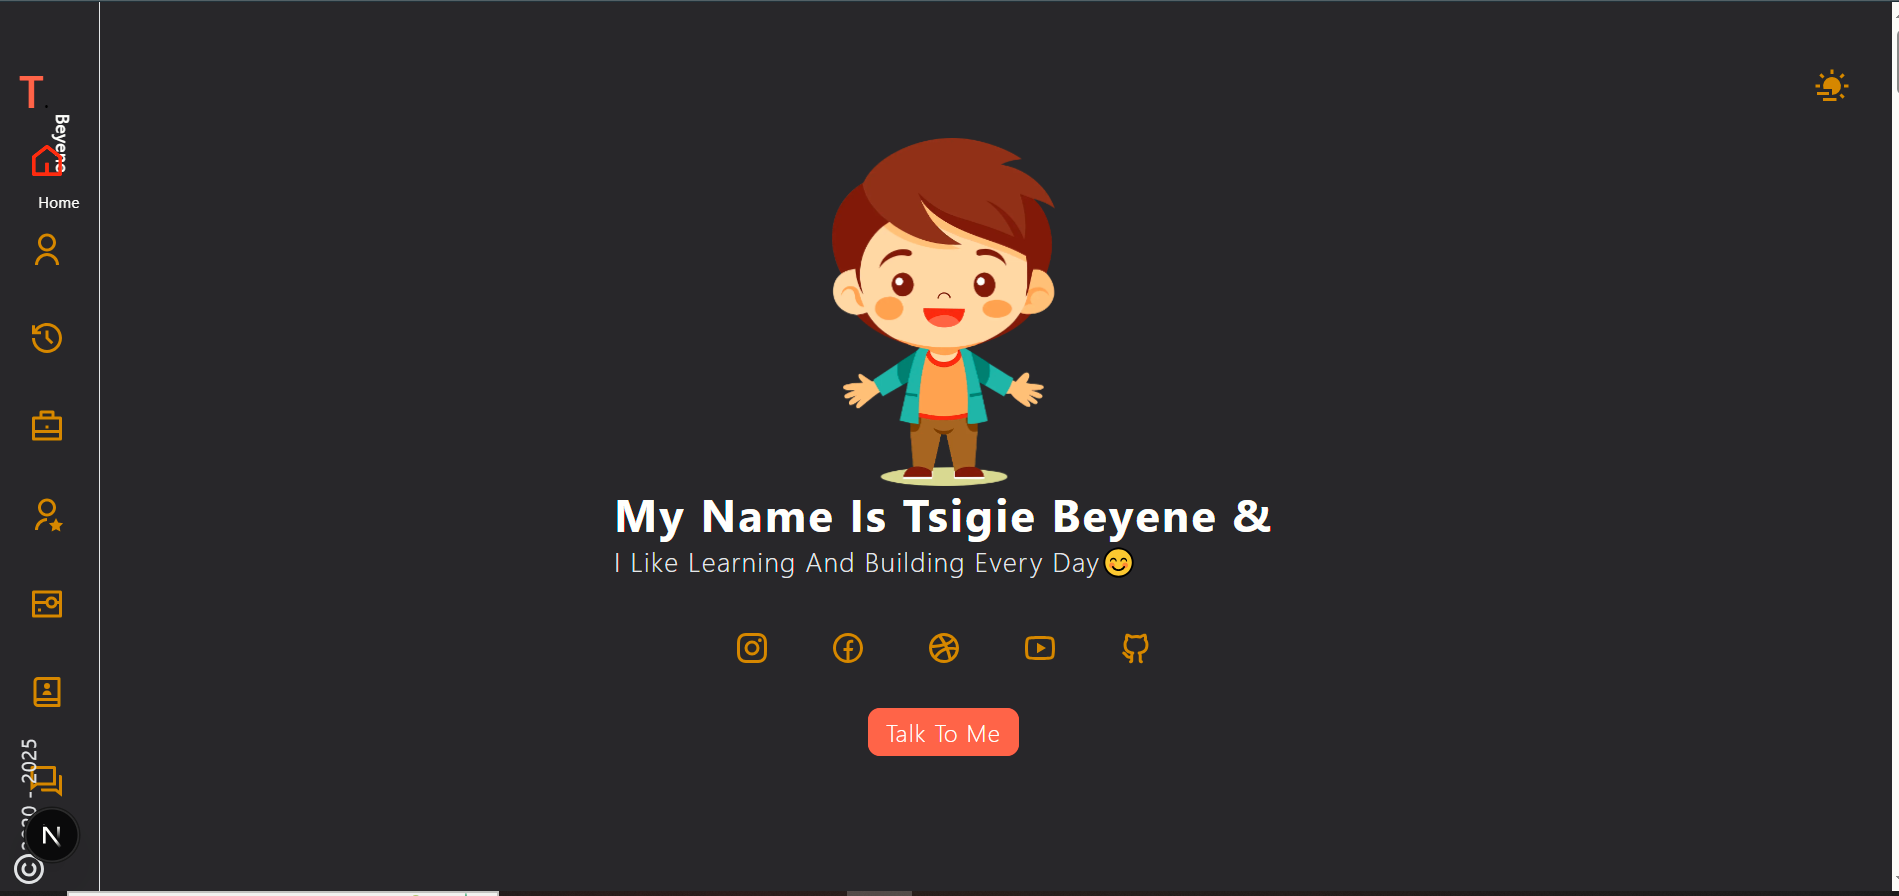 T.
Beyene
Home
My Name Is Tsigie Beyene &
I Like Learning And Building Every Day😊
Talk To Me
- 2025
©
N